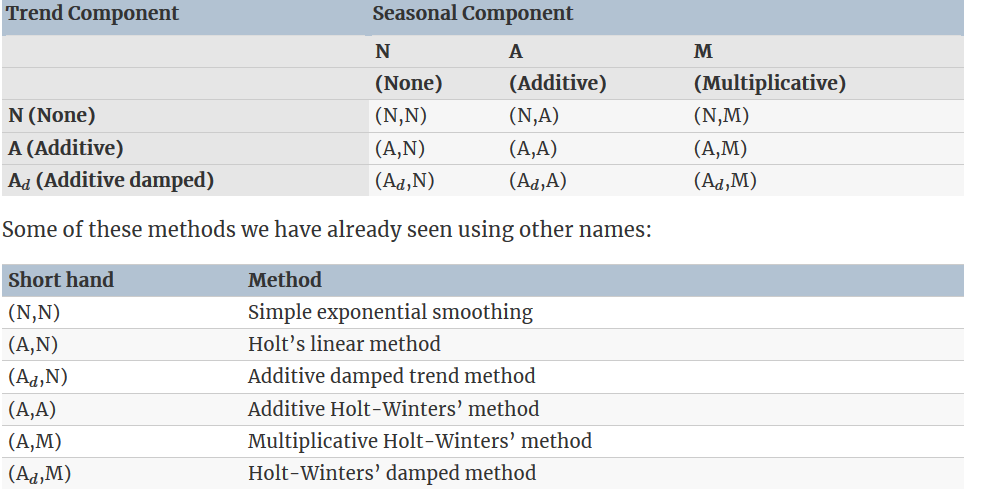 Trend Component Seasonal Component
N A M
(None) (Additive) (Multiplicative)
N (None) (N,N) (N,A) (N,M)
A (Additive) (A,N) (A,A) (A,M)
A_d (Additive damped) (A_d,N) (A_d,A) (A_d,M)
Some of these methods we have already seen using other names:
Short hand Method
(N,N) Simple exponential smoothing
(A,N) Holt’s linear method
(A_d,N) Additive damped trend method
(A,A) Additive Holt-Winters’ method
(A,M) Multiplicative Holt-Winters’ method
(A_d,M) Holt-Winters’ damped method